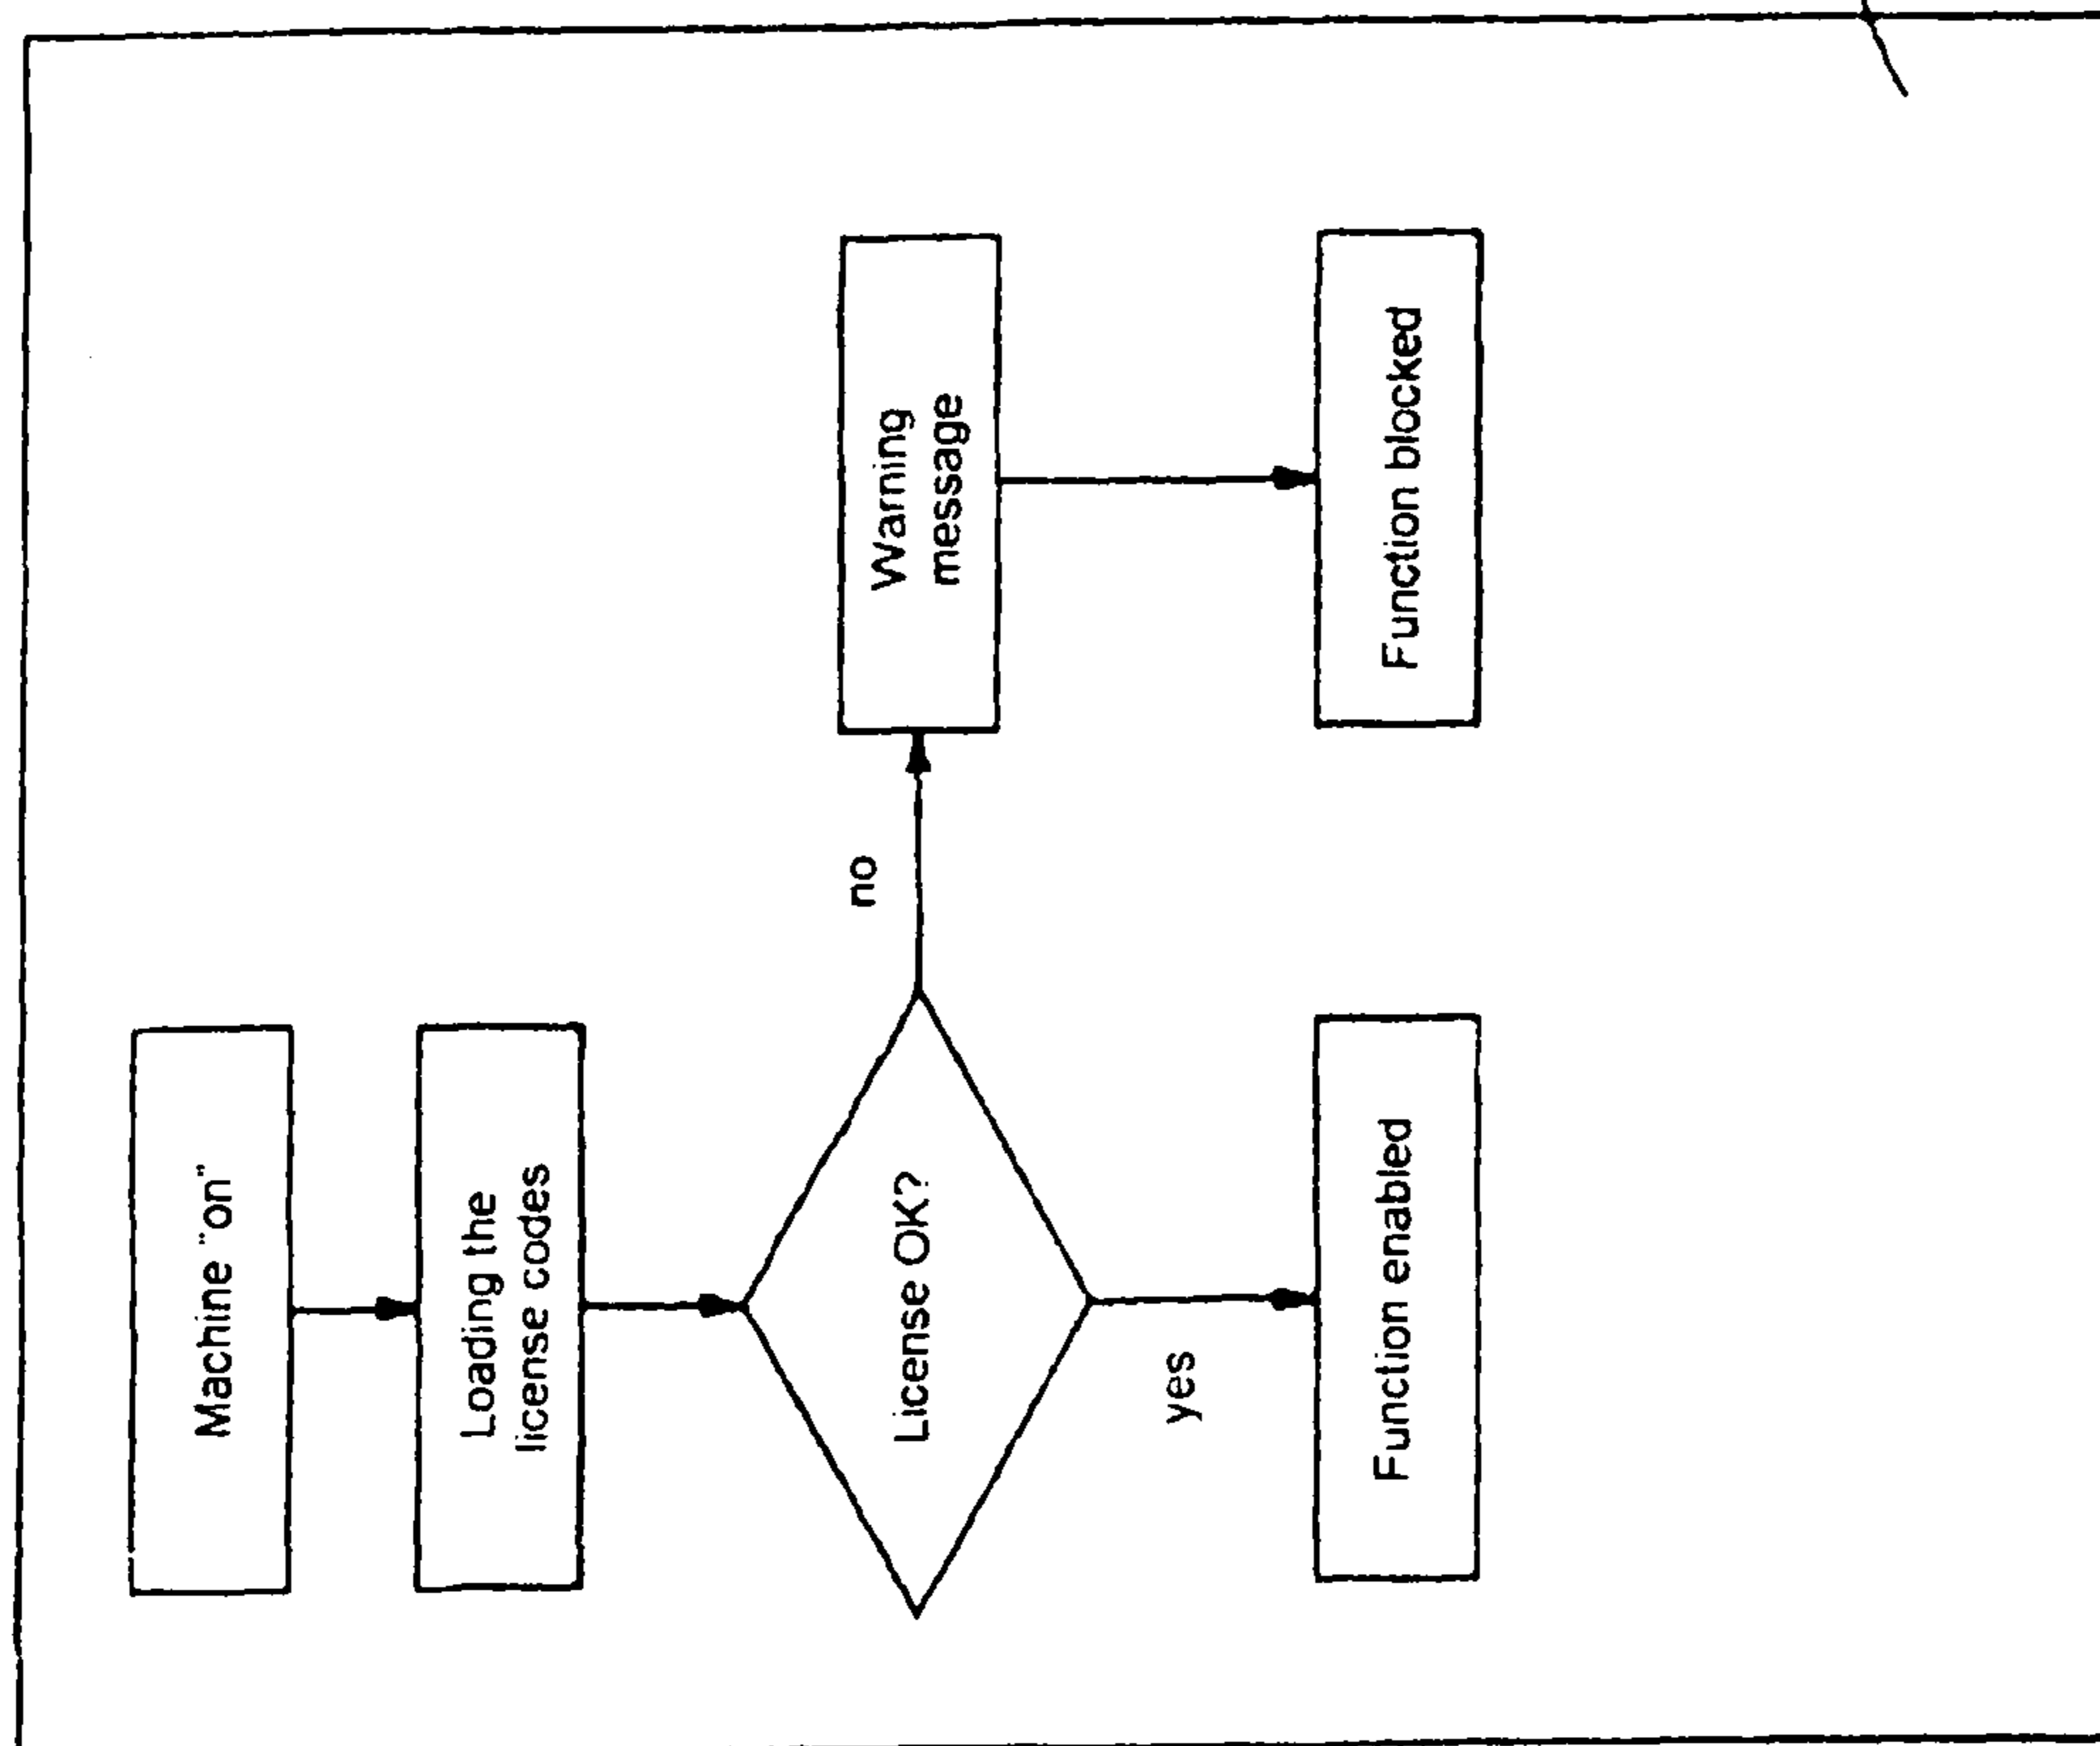 Machine "on"
Loading the
license codes
License OK?
no
Warning
message
yes
Function enabled
Function blocked